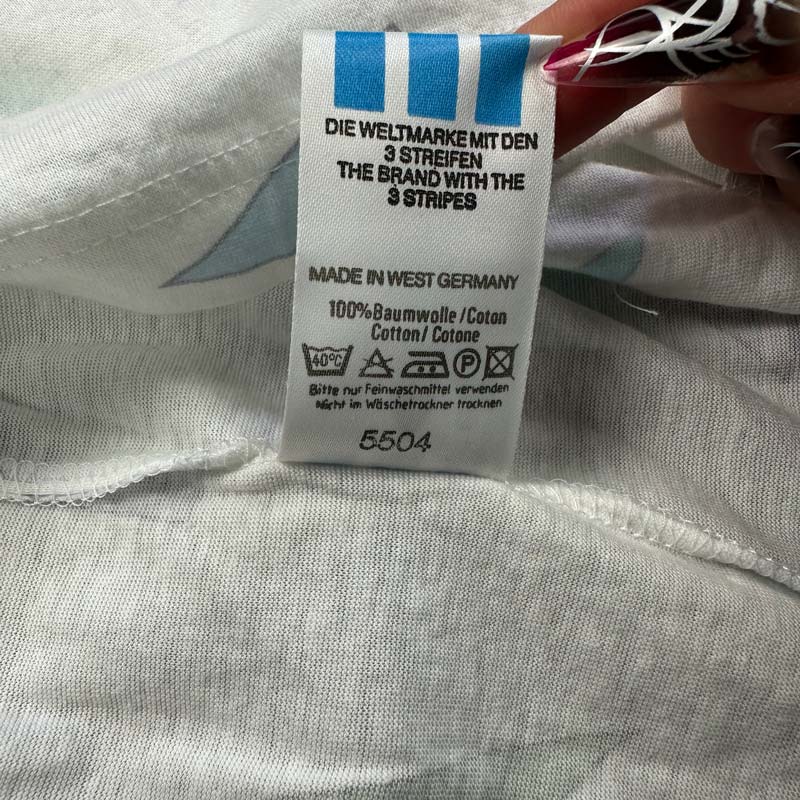 DIE WELTMARKE MIT DEN
3 STREIFEN
THE BRAND WITH THE
3 STRIPES
MADE IN WEST GERMANY
100%Baumwolle/Coton
Cotton/Cotone
40°C A P
Bitte nur Feinwaschmittel verwenden
Nicht im Wäschetrockner trocknen
5504